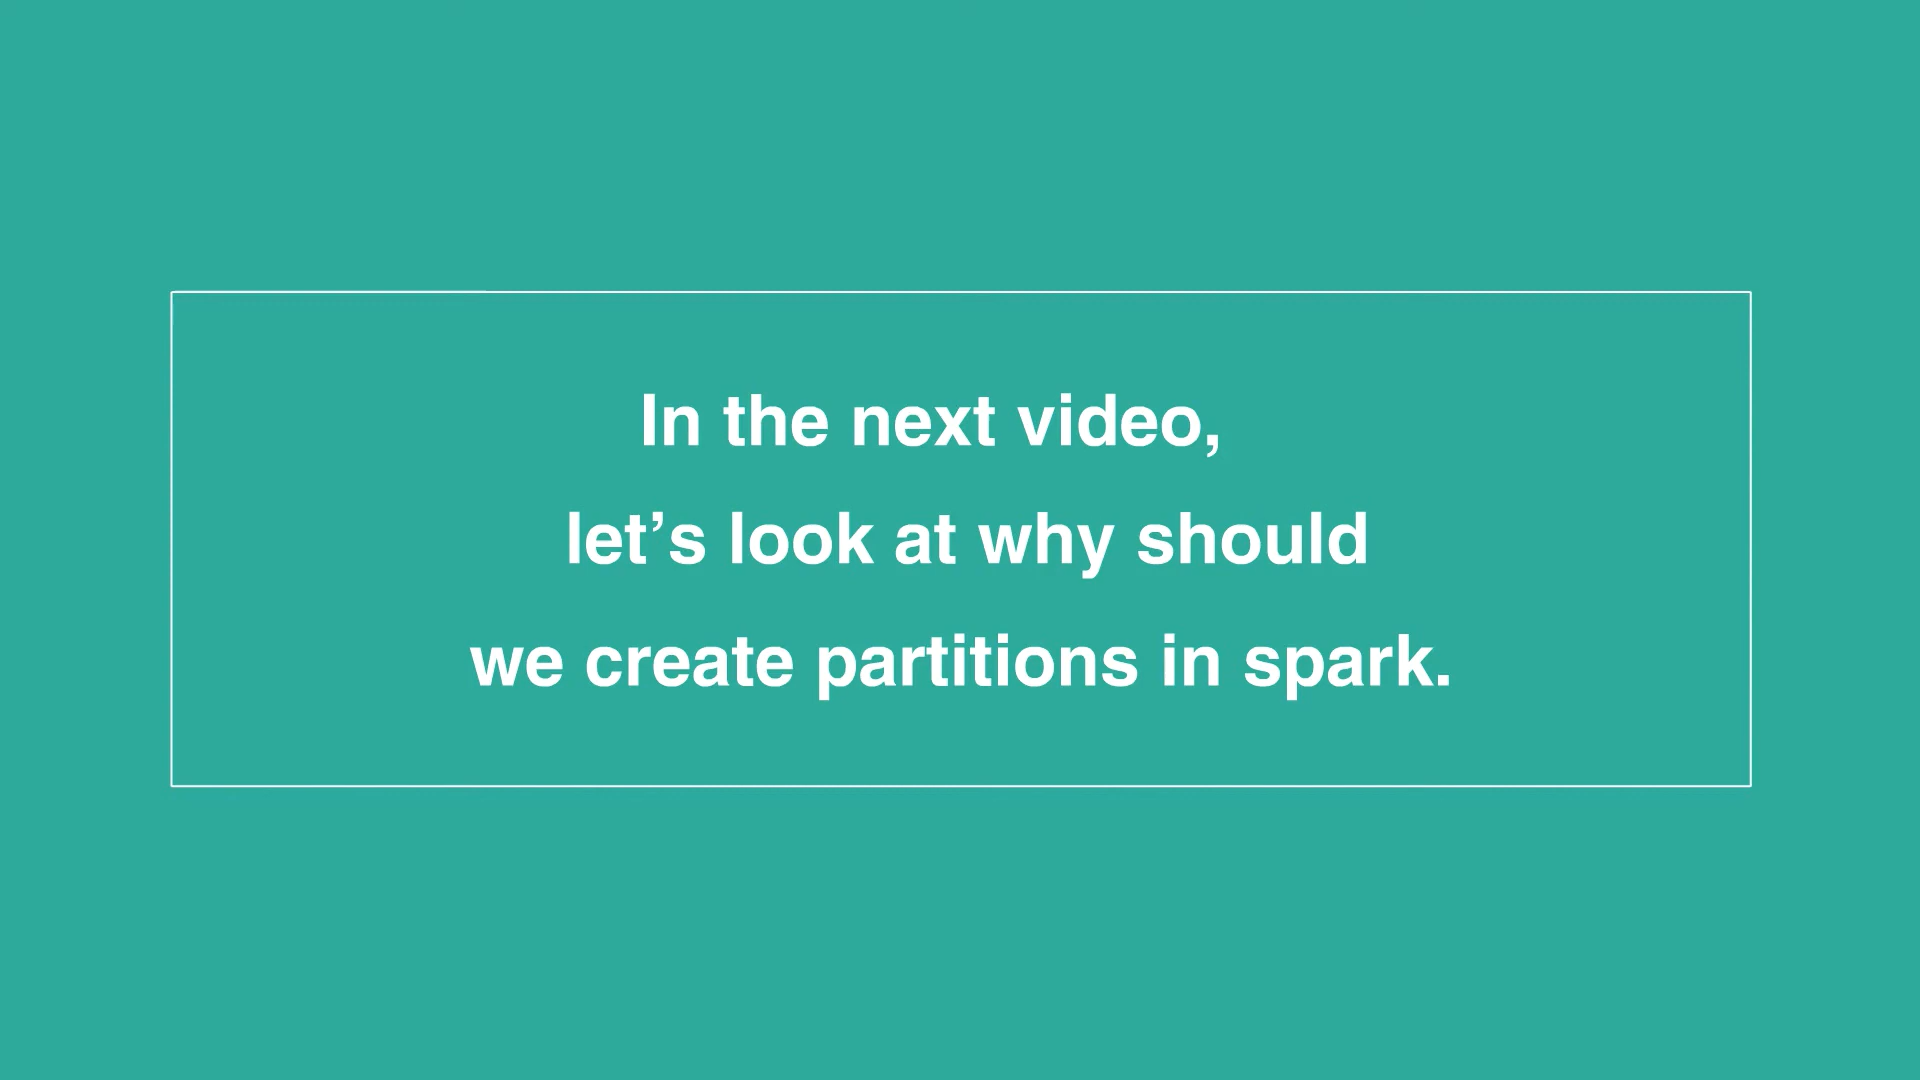 In the next video,
let’s look at why should
we create partitions in spark.